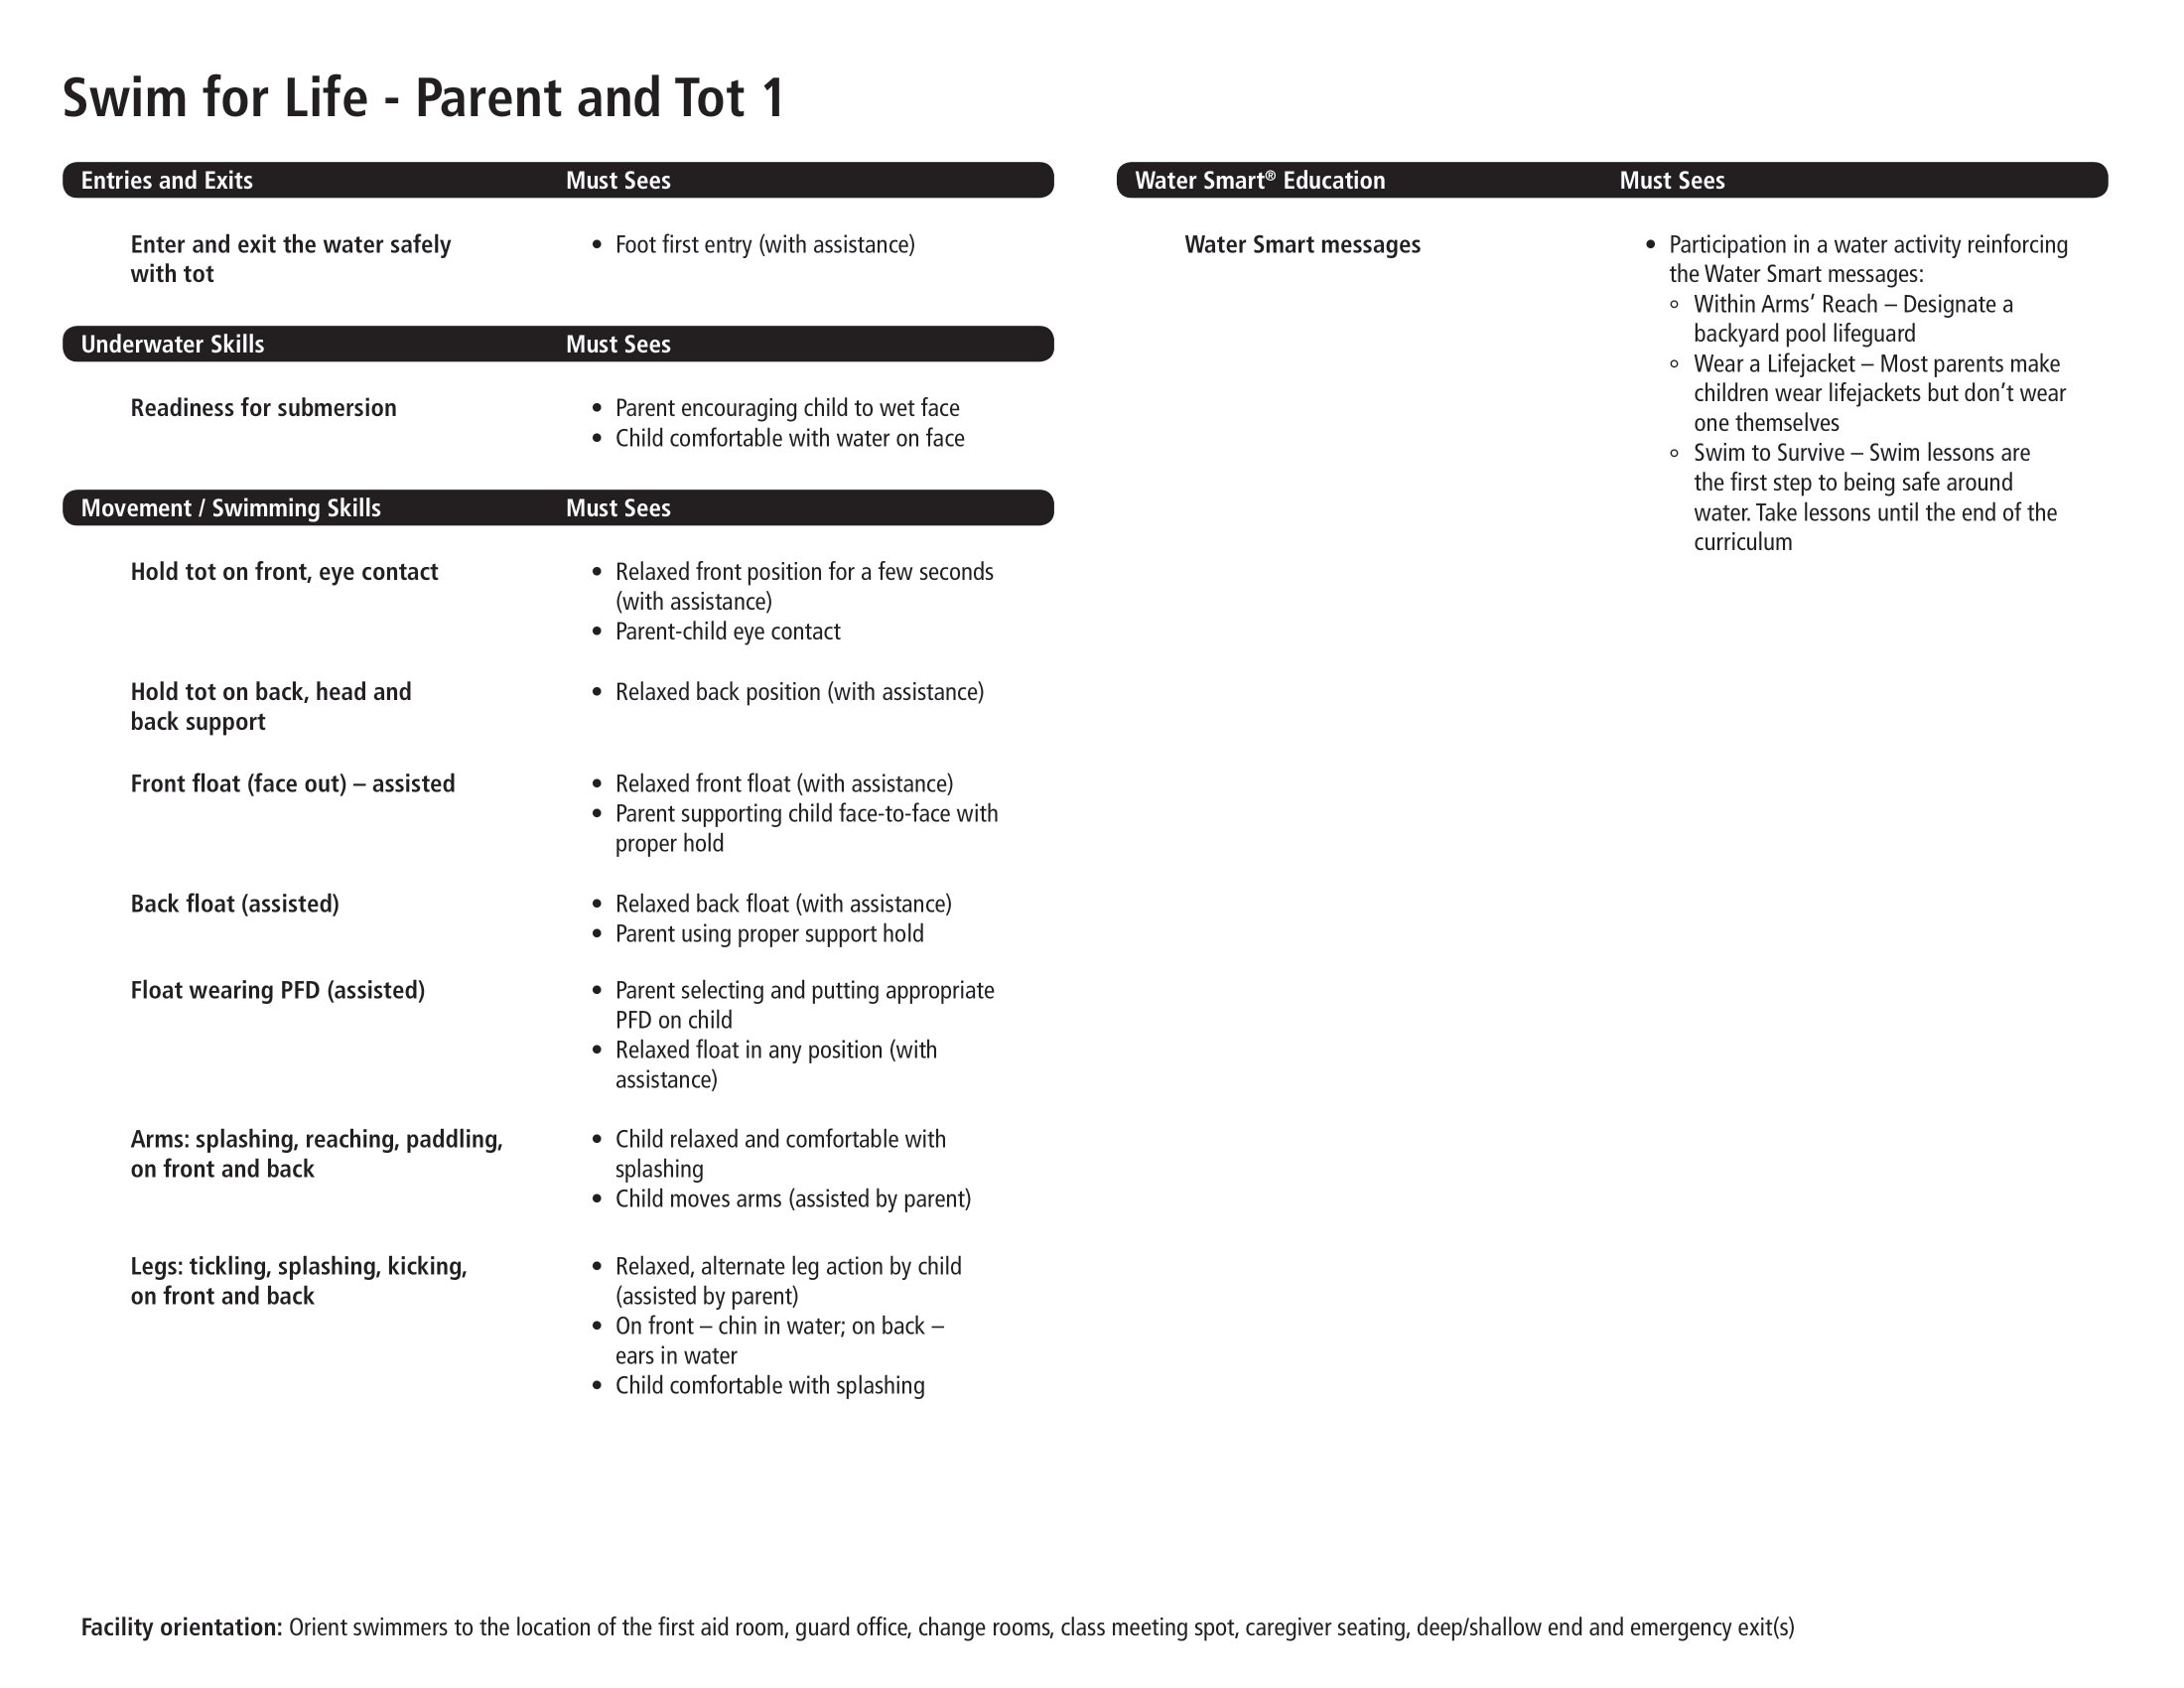 Swim for Life - Parent and Tot 1
Entries and Exits Must Sees
Enter and exit the water safely
with tot
• Foot first entry (with assistance)
Underwater Skills Must Sees
Readiness for submersion
• Parent encouraging child to wet face
• Child comfortable with water on face
Movement / Swimming Skills Must Sees
Hold tot on front, eye contact
• Relaxed front position for a few seconds
(with assistance)
• Parent-child eye contact
Hold tot on back, head and
back support
• Relaxed back position (with assistance)
Front float (face out) – assisted
• Relaxed front float (with assistance)
• Parent supporting child face-to-face with
proper hold
Back float (assisted)
• Relaxed back float (with assistance)
• Parent using proper support hold
Float wearing PFD (assisted)
• Parent selecting and putting appropriate
PFD on child
• Relaxed float in any position (with
assistance)
Arms: splashing, reaching, paddling,
on front and back
• Child relaxed and comfortable with
splashing
• Child moves arms (assisted by parent)
Legs: tickling, splashing, kicking,
on front and back
• Relaxed, alternate leg action by child
(assisted by parent)
• On front – chin in water; on back –
ears in water
• Child comfortable with splashing
Water Smart® Education Must Sees
Water Smart messages
• Participation in a water activity reinforcing
the Water Smart messages:
◦ Within Arms’ Reach – Designate a
backyard pool lifeguard
◦ Wear a Lifejacket – Most parents make
children wear lifejackets but don’t wear
one themselves
◦ Swim to Survive – Swim lessons are
the first step to being safe around
water. Take lessons until the end of the
curriculum
Facility orientation: Orient swimmers to the location of the first aid room, guard office, change rooms, class meeting spot, caregiver seating, deep/shallow end and emergency exit(s)